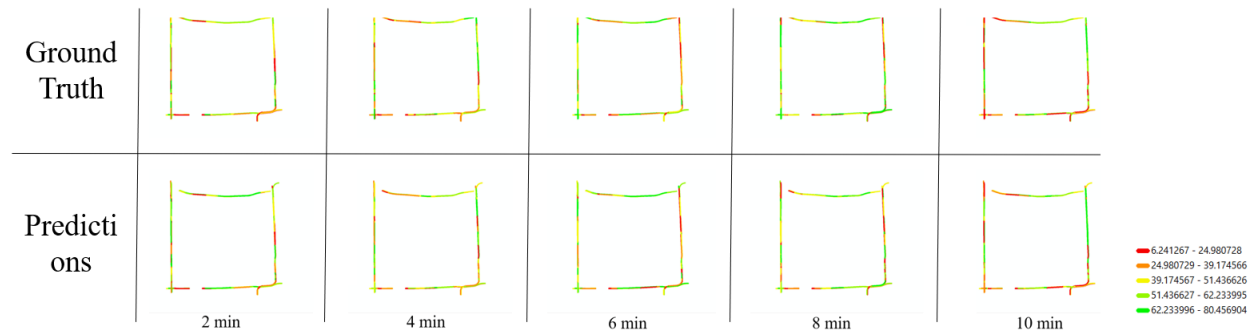 Ground
Truth
Predicti
ons
6.241267 - 24.980728
24.980729 - 39.174566
39.174567 - 51.436626
51.436627 - 62.233995
62.233996 - 80.456904
2 min
4 min
6 min
8 min
10 min